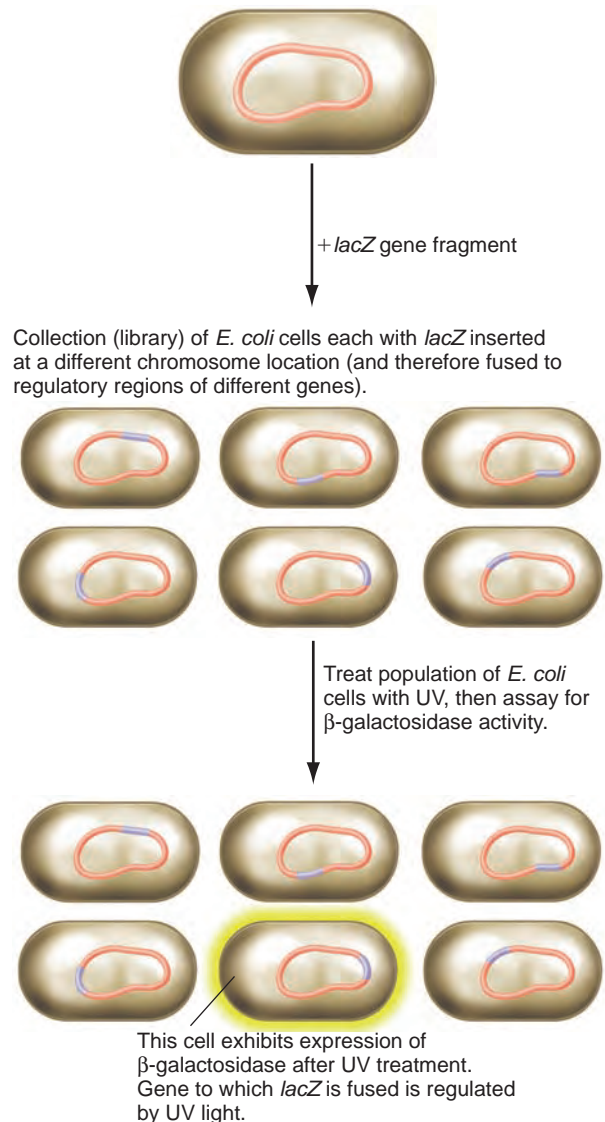 +lacZ gene fragment
Collection (library) of E. coli cells each with lacZ inserted
at a different chromosome location (and therefore fused to
regulatory regions of different genes).
Treat population of E. coli
cells with UV, then assay for
β-galactosidase activity.
This cell exhibits expression of
β-galactosidase after UV treatment.
Gene to which lacZ is fused is regulated
by UV light.